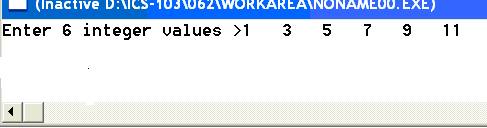 (Inactive D:\ICS-103\062\WORKAREA\NONAME00.EXE)
Enter 6 integer values >1 3 5 7 9 11